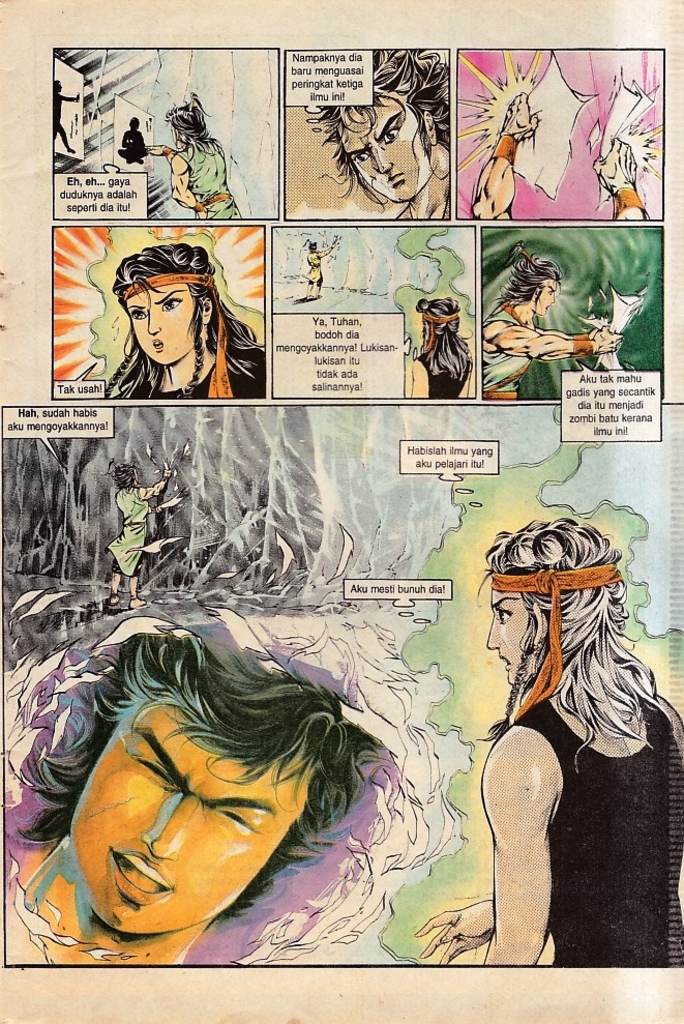 Eh, eh... gaya
duduknya adalah
seperti dia itu!
Nampaknya dia
baru menguasai
peringkat ketiga
ilmu ini!
Tak usah!
Ya, Tuhan,
bodoh dia
mengoyakkannya! Lukisan-
lukisan itu
tidak ada
salinannya!
Aku tak mahu
gadis yang secantik
dia itu menjadi
zombi batu kerana
ilmu ini!
Hah, sudah habis
aku mengoyakkannya!
Habislah ilmu yang
aku pelajari itu!
Aku mesti bunuh dia!